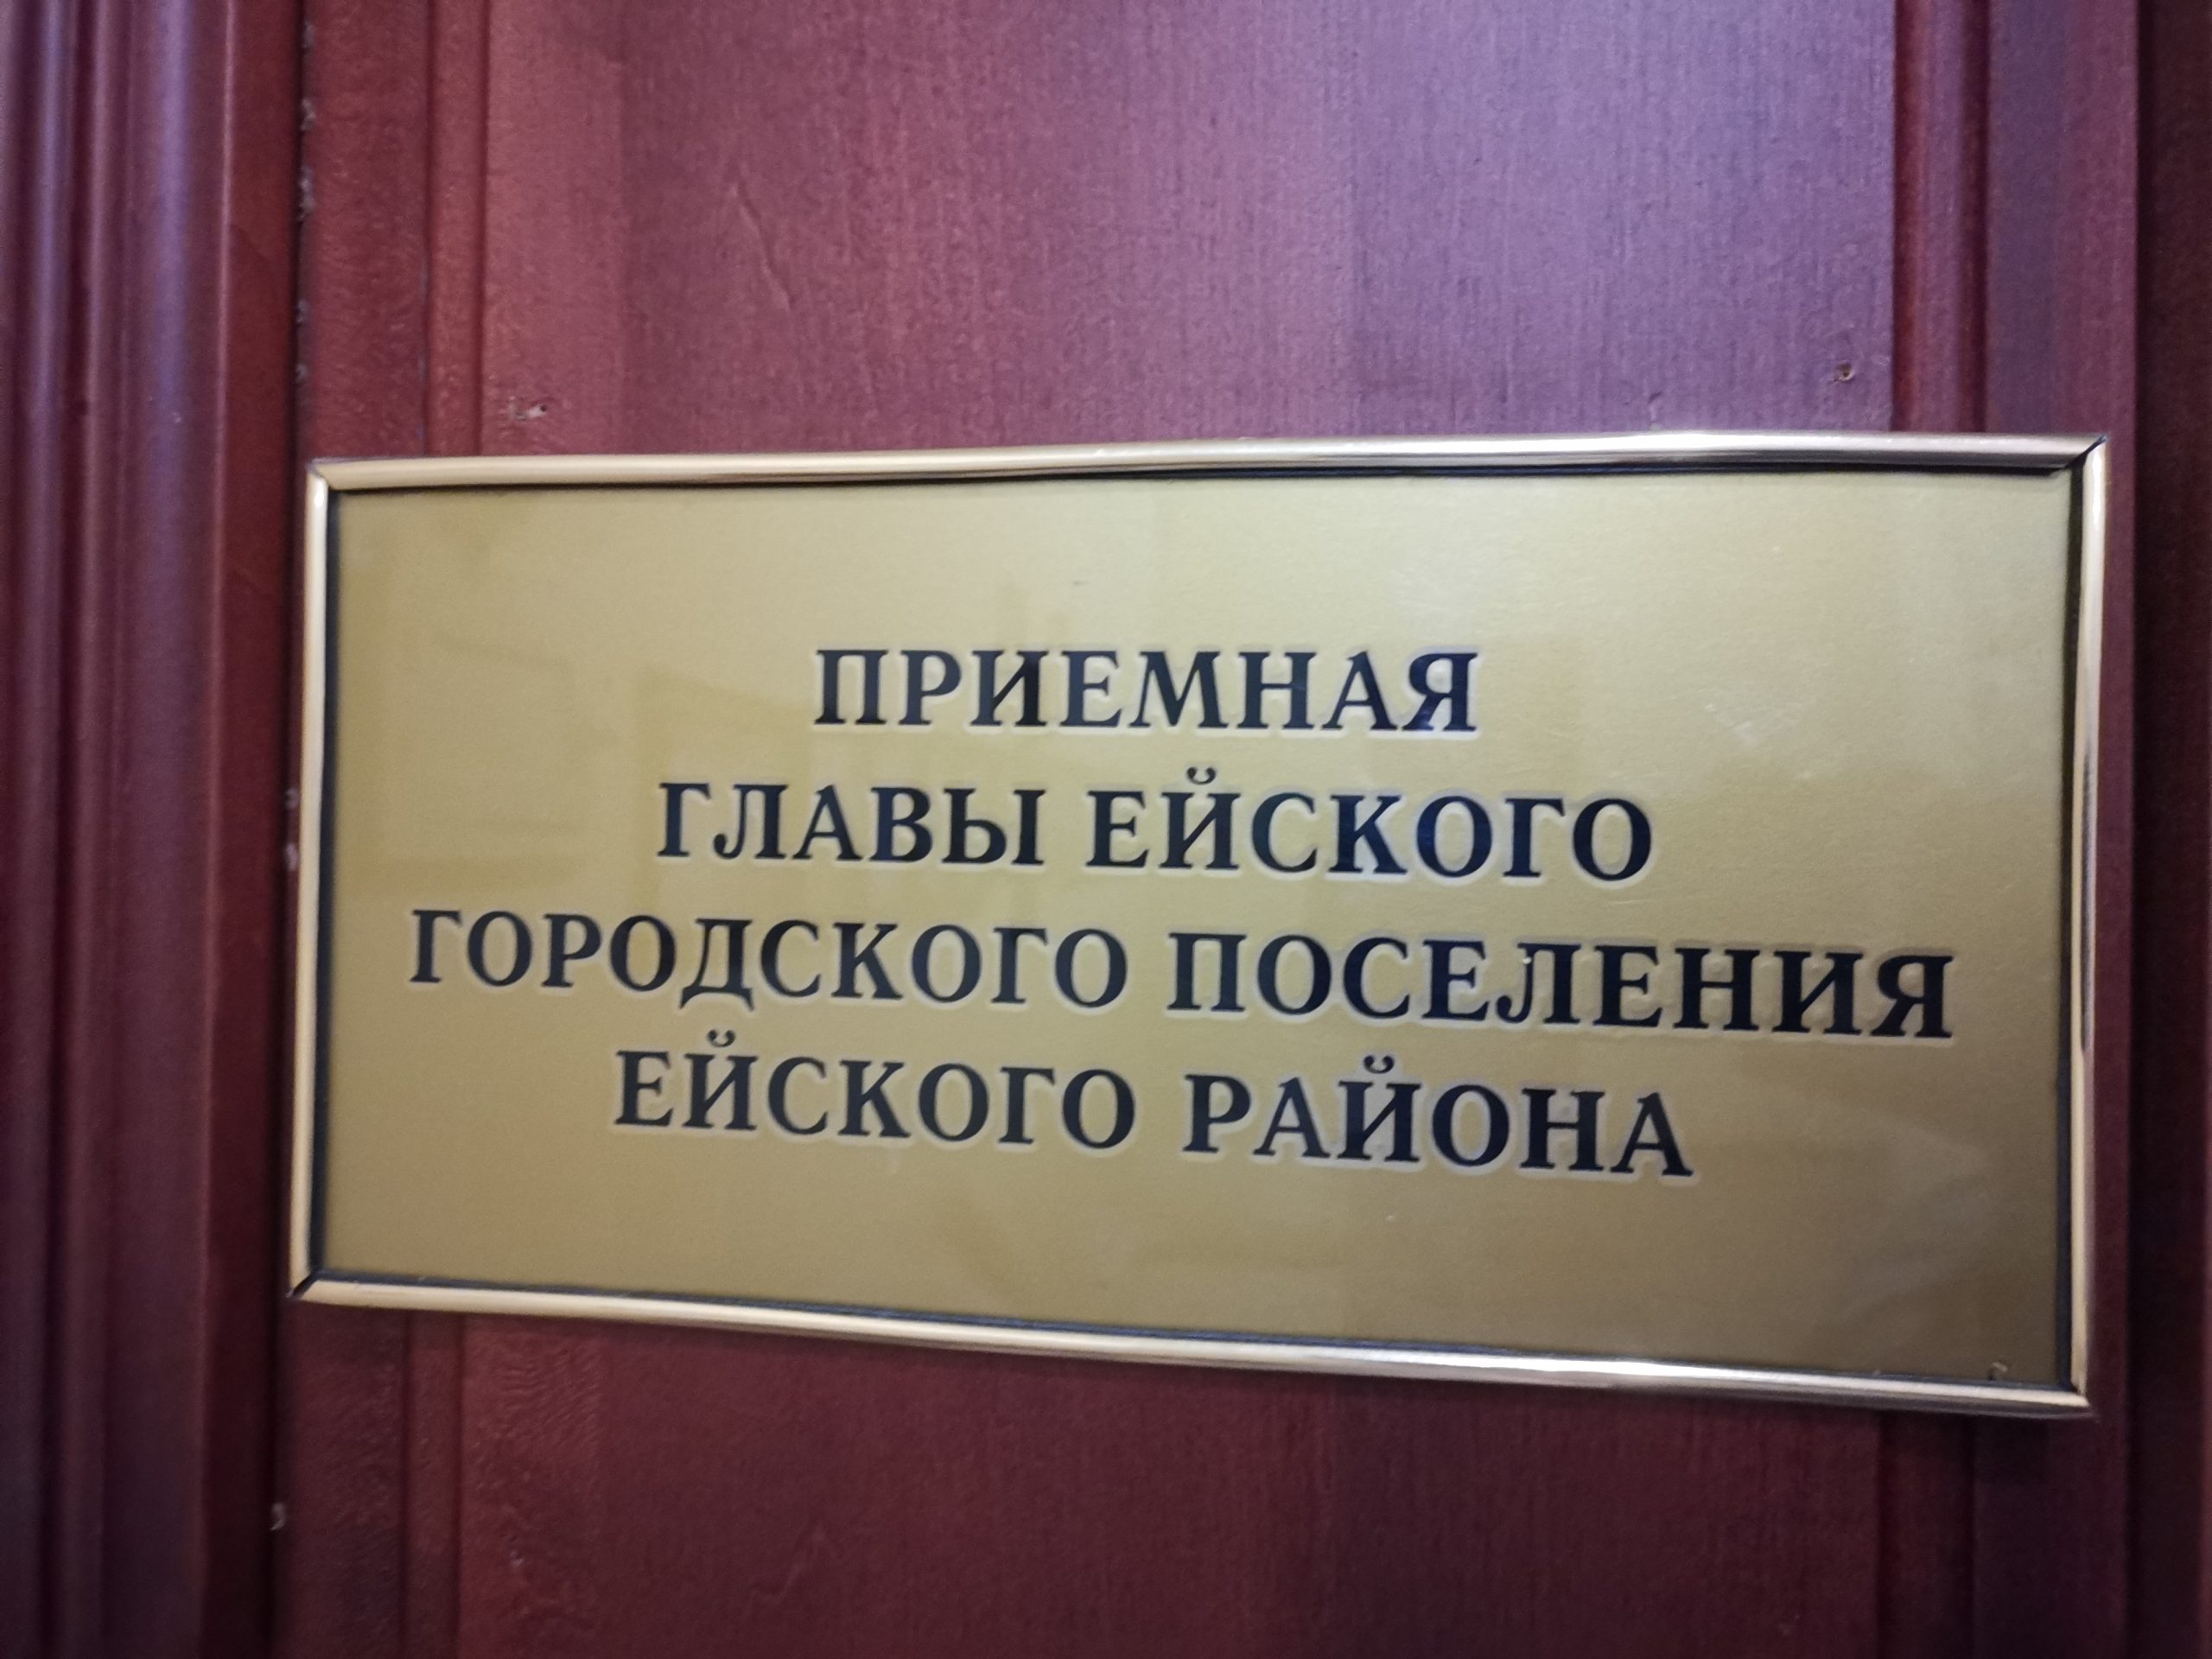 ПРИЕМНАЯ
ГЛАВЫ ЕЙСКОГО
ГОРОДСКОГО ПОСЕЛЕНИЯ
ЕЙСКОГО РАЙОНА